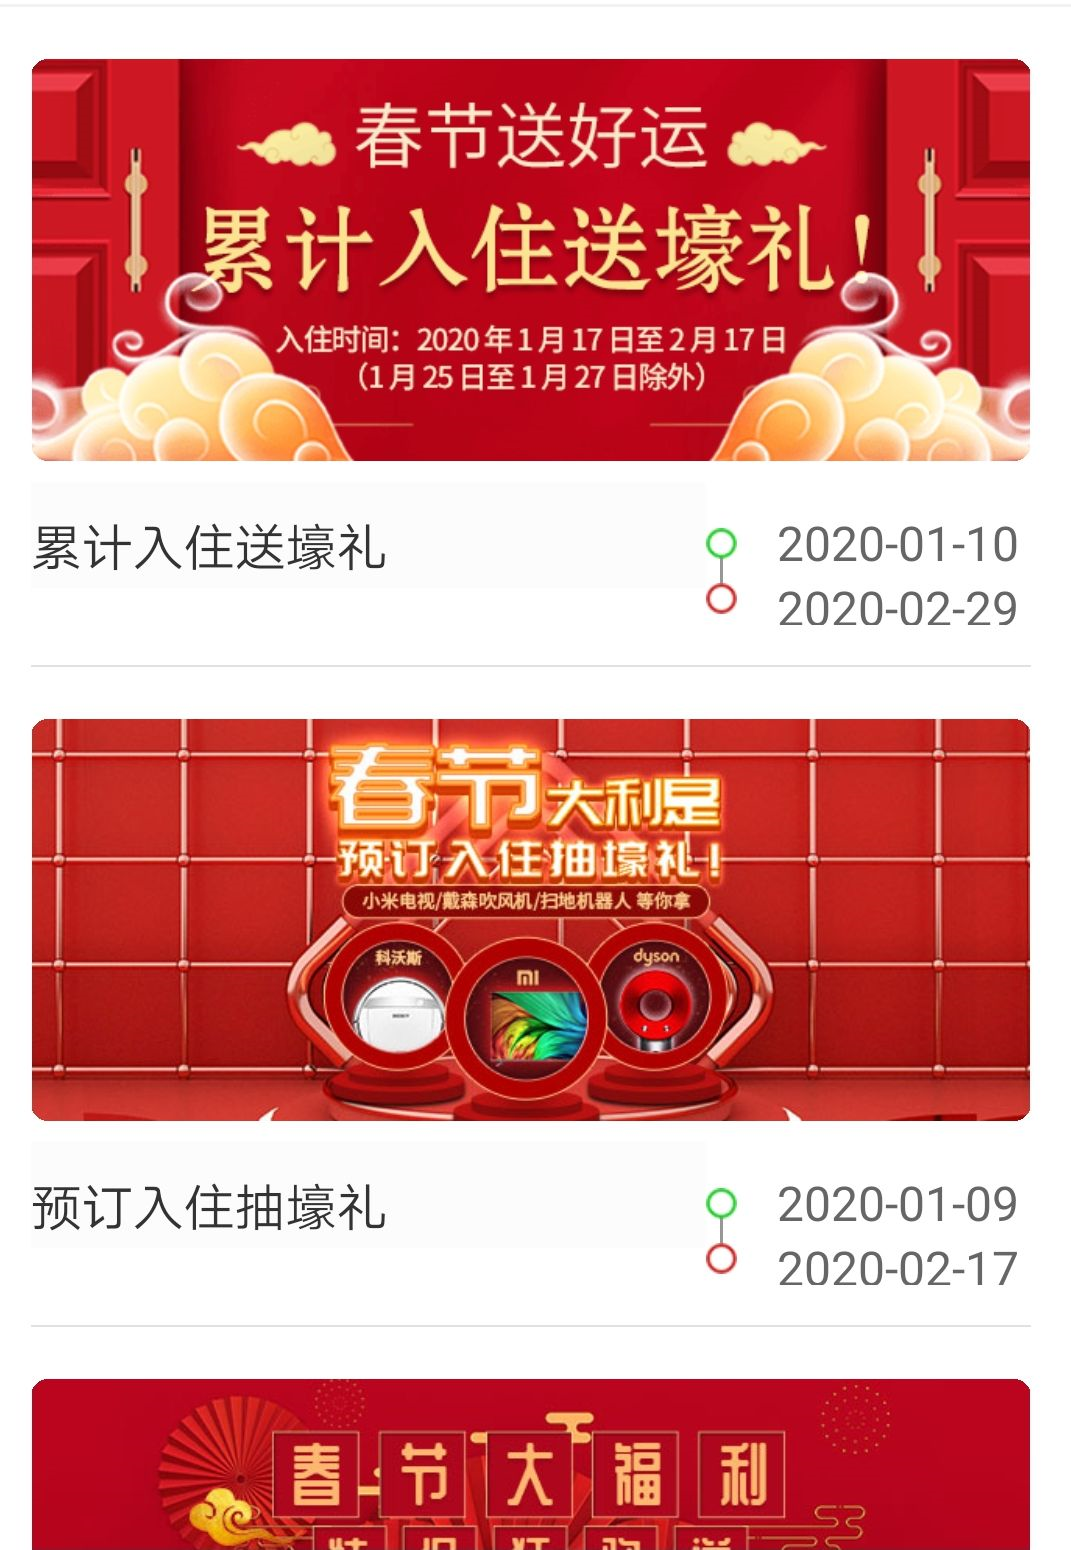 春节送好运
累计入住送壕礼！
入住时间：2020年1月17日至2月17日
（1月25日至1月27日除外）
累计入住送壕礼
2020-01-10
2020-02-29
春节大利是
预订入住抽壕礼！
小米电视/戴森吹风机/扫地机器人 等你拿
科沃斯
mi
dyson
预订入住抽壕礼
2020-01-09
2020-02-17
春节大福利